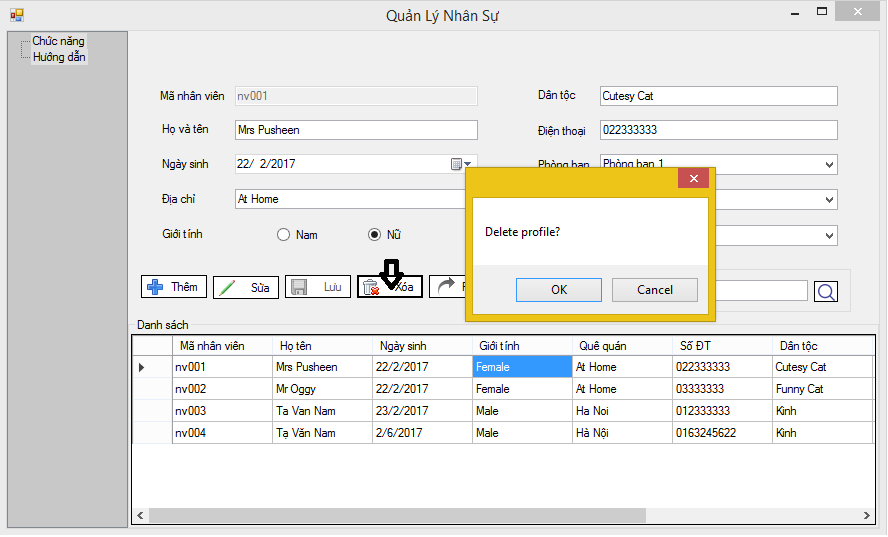 Quản Lý Nhân Sự
Chức năng
Hướng dẫn
Mã nhân viên nv001 Dân tộc Cutesy Cat
Họ và tên Mrs Pusheen Điện thoại 022333333
Ngày sinh 22/ 2/2017 Phòng ban Phòng ban 1
Địa chỉ At Home
Giới tính Nam Nữ
Delete profile?
OK Cancel
Thêm Sửa Lưu Xóa
Danh sách
Mã nhân viên Họ tên Ngày sinh Giới tính Quê quán Số ĐT Dân tộc
nv001 Mrs Pusheen 22/2/2017 Female At Home 022333333 Cutesy Cat
nv002 Mr Oggy 22/2/2017 Female At Home 03333333 Funny Cat
nv003 Ta Van Nam 23/2/2017 Male Ha Noi 012333333 Kinh
nv004 Tạ Văn Nam 2/6/2017 Male Hà Nội 0163245622 Kinh